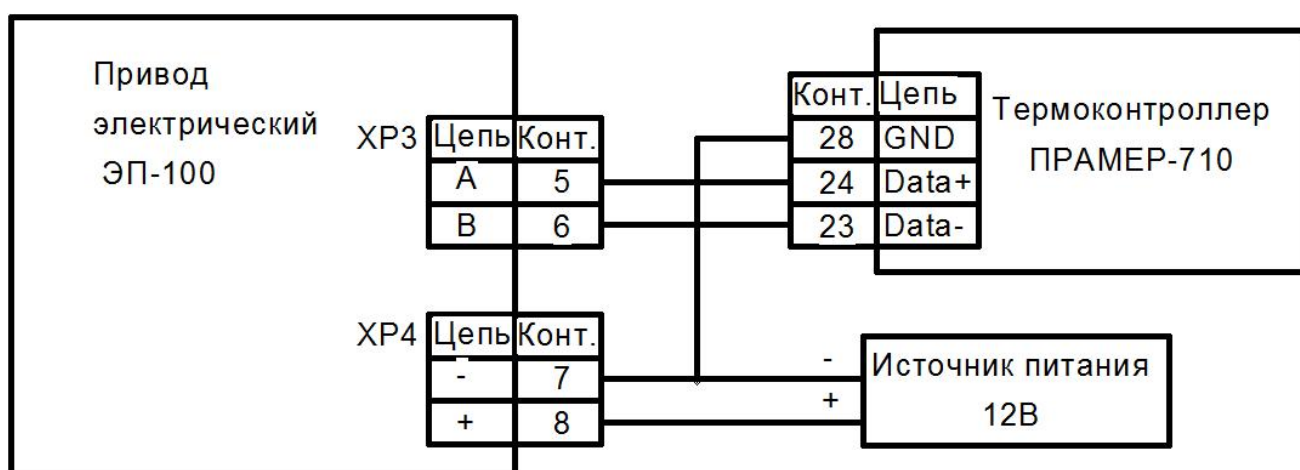 Привод
электрический
ЭП-100
XP3
Цепь Конт.
A 5
B 6
XP4
Цепь Конт.
- 7
+ 8
Конт. Цепь
28 GND
24 Data+
23 Data-
Термоконтроллер
ПРАМЕР-710
-
+
Источник питания
12В